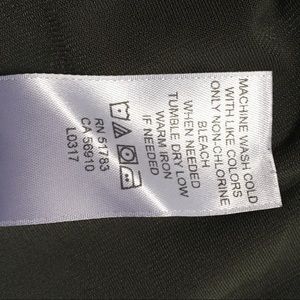 MACHINE WASH COLD
WITH LIKE COLORS
ONLY NON-CHLORINE
BLEACH
WHEN NEEDED
TUMBLE DRY LOW
WARM IRON
IF NEEDED
RN 51783
CA 56910
L0317